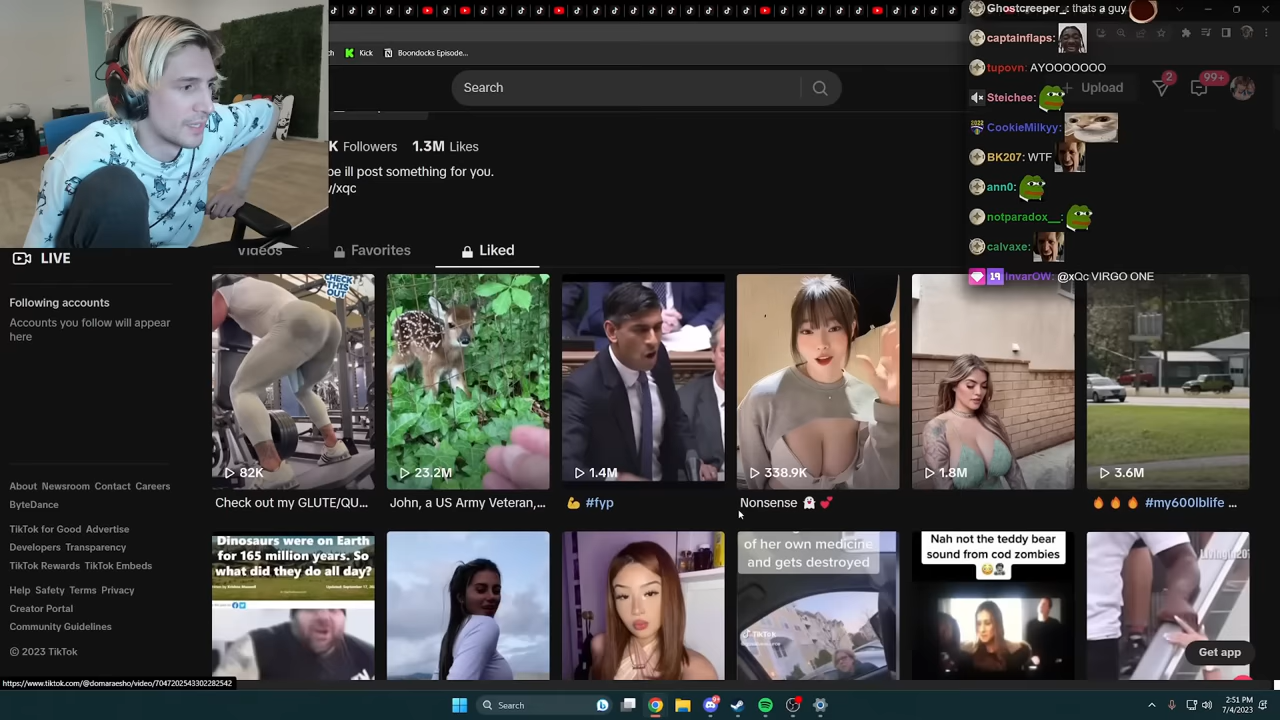 Kick
Boondocks Episode...
Search
Upload
2
99+
K Followers 1.3M Likes
be ill post something for you.
v/xqc
Videos
Favorites
Liked
LIVE
Following accounts
Accounts you follow will appear
here
About Newsroom Contact Careers
ByteDance
TikTok for Good Advertise
Developers Transparency
TikTok Rewards TikTok Embeds
Help Safety Terms Privacy
Creator Portal
Community Guidelines
© 2023 TikTok
https://www.tiktok.com/@domaraesho/video/7047202543302282542
Ghostcreeper_: thats a guy
captainflaps:
tupovn: AYOOOOOOO
Steichee:
CookieMilkyy:
BK207: WTF
ann0:
notparadox__:
calvaxe:
19 InvarOW: @xQc VIRGO ONE
CHECK
THIS
OUT
82K
23.2M
1.4M
338.9K
1.8M
3.6M
Check out my GLUTE/QU...
John, a US Army Veteran,...
#fyp
Nonsense
#my600lblife ...
Dinosaurs were on Earth
for 165 million years. So
what did they do all day?
of her own medicine
and gets destroyed
TikTok
Nah not the teddy bear
sound from cod zombies
Get app
Search
2:51 PM
7/4/2023